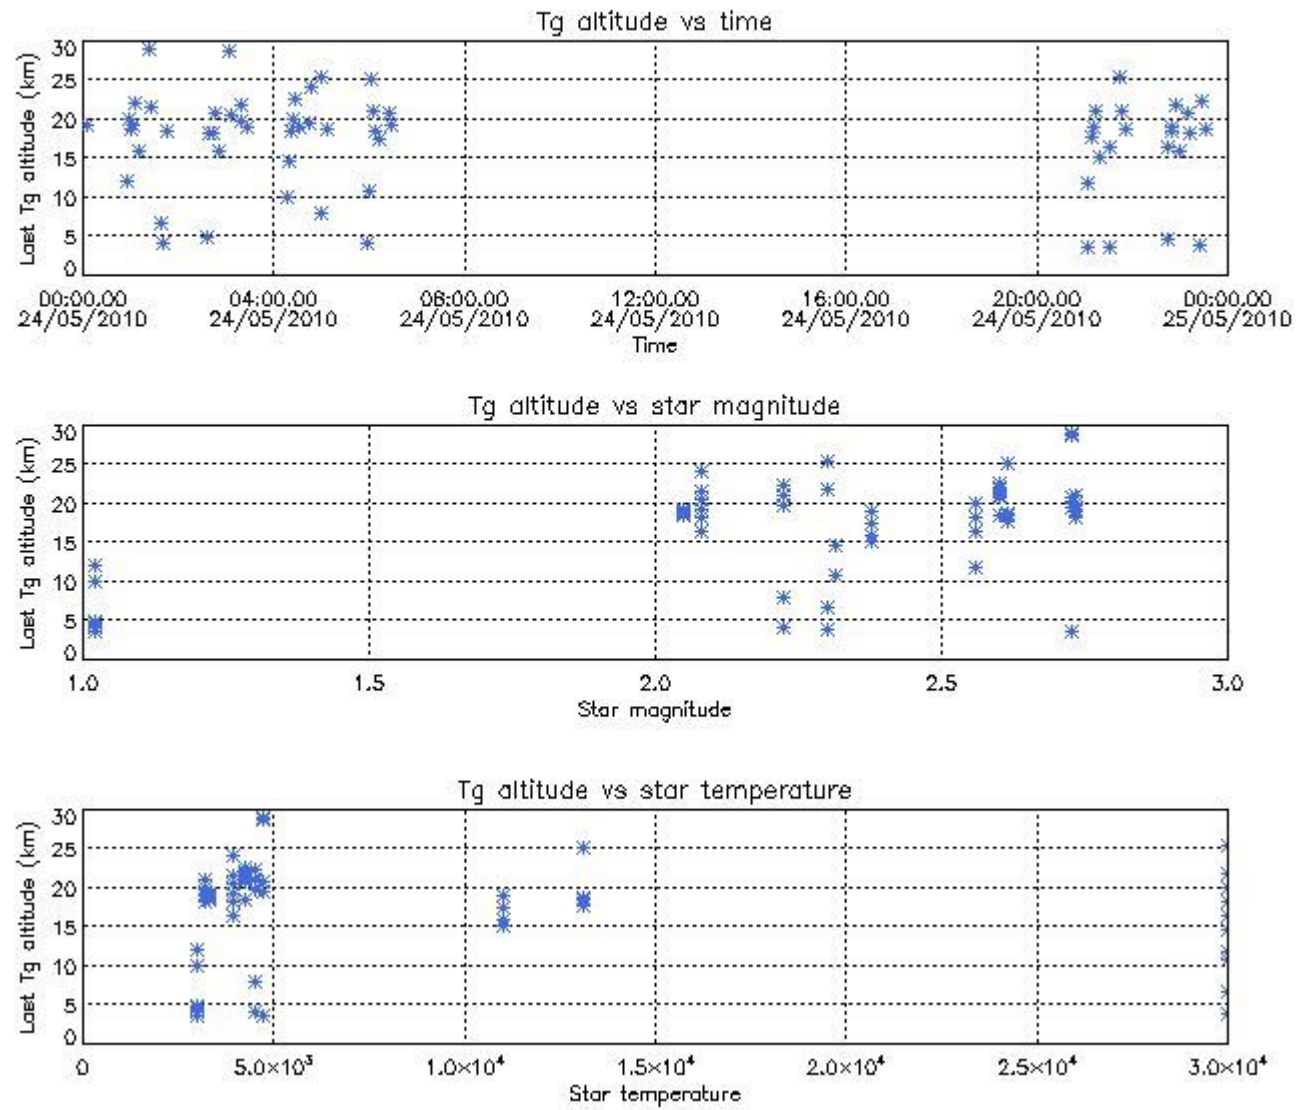 Tg altitude vs time
Last Tg altitude (km)
30
25
20
15
10
5
0
00:00.00 04:00.00 08:00.00 12:00.00 16:00.00 20:00.00 00:00.00
24/05/2010 24/05/2010 24/05/2010 24/05/2010 24/05/2010 24/05/2010 25/05/2010
Time
Tg altitude vs star magnitude
Last Tg altitude (km)
30
25
20
15
10
5
0
1.0 1.5 2.0 2.5 3.0
Star magnitude
Tg altitude vs star temperature
Last Tg altitude (km)
30
25
20
15
10
5
0
0 5.0×10³ 1.0×10⁴ 1.5×10⁴ 2.0×10⁴ 2.5×10⁴ 3.0×10⁴
Star temperature